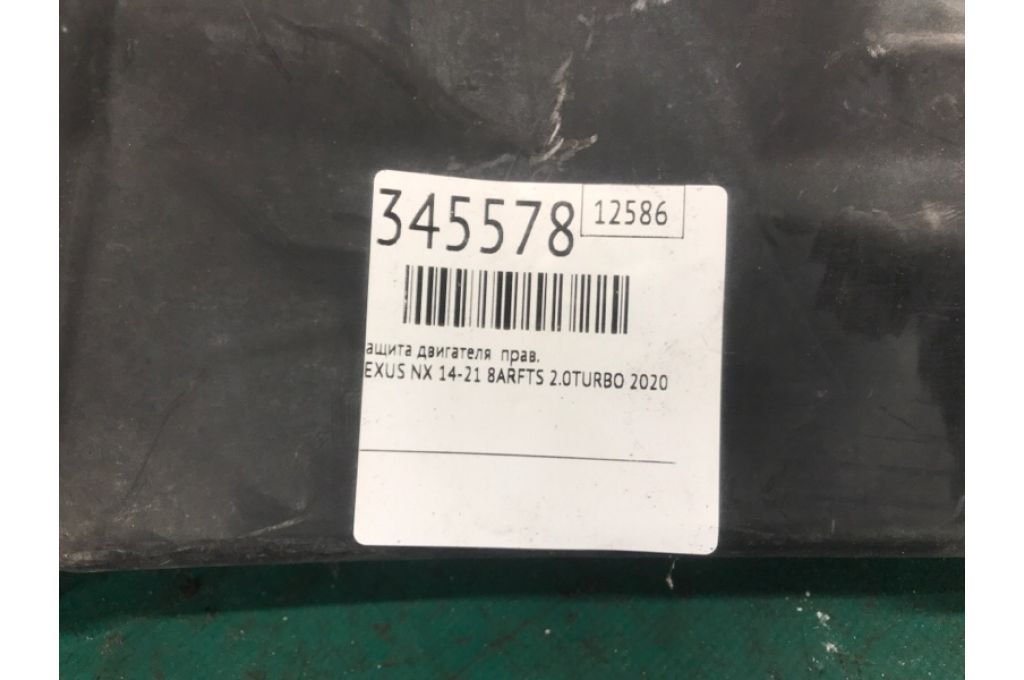 345578
12586
ащита двигателя прав.
EXUS NX 14-21 8ARFTS 2.0TURBO 2020